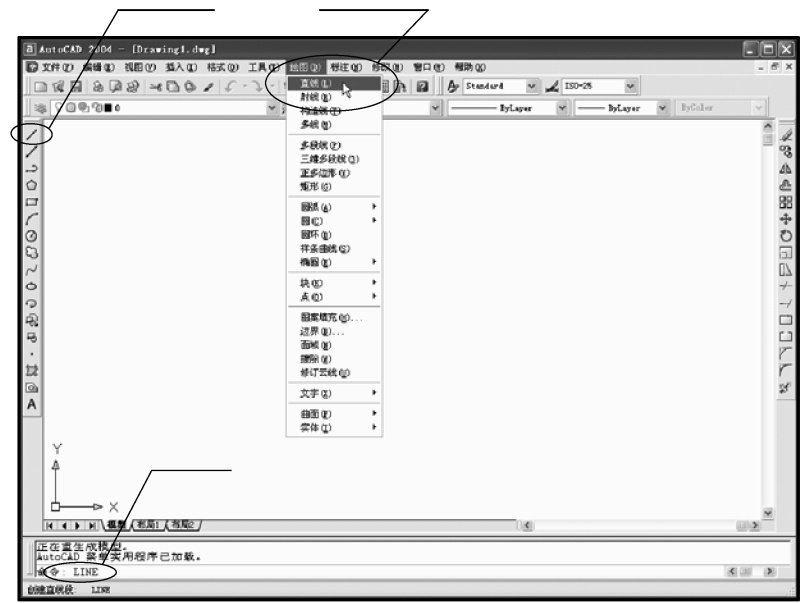 AutoCAD 2004 - [Drawing1.dwg]
文件(F) 编辑(E) 视图(V) 插入(I) 格式(O) 工具(T) 绘图(D) 标注(N) 修改(M) 窗口(W) 帮助(H)
Standard ISO-25
0 ByLayer ByLayer ByColor
直线(L)
射线(R)
构造线(T)
多线(M)
多段线(P)
三维多段线(3)
正多边形(Y)
矩形(G)
圆弧(A)
圆(C)
圆环(D)
样条曲线(S)
椭圆(E)
块(K)
点(O)
图案填充(H)...
边界(B)...
面域(N)
擦除(W)
修订云线(U)
文字(X)
曲面(F)
实体(I)
A
Y
X
模型 布局1 布局2
正在重生成模型。
AutoCAD 菜单实用程序已加载。
命令: LINE
创建直线段: LINE